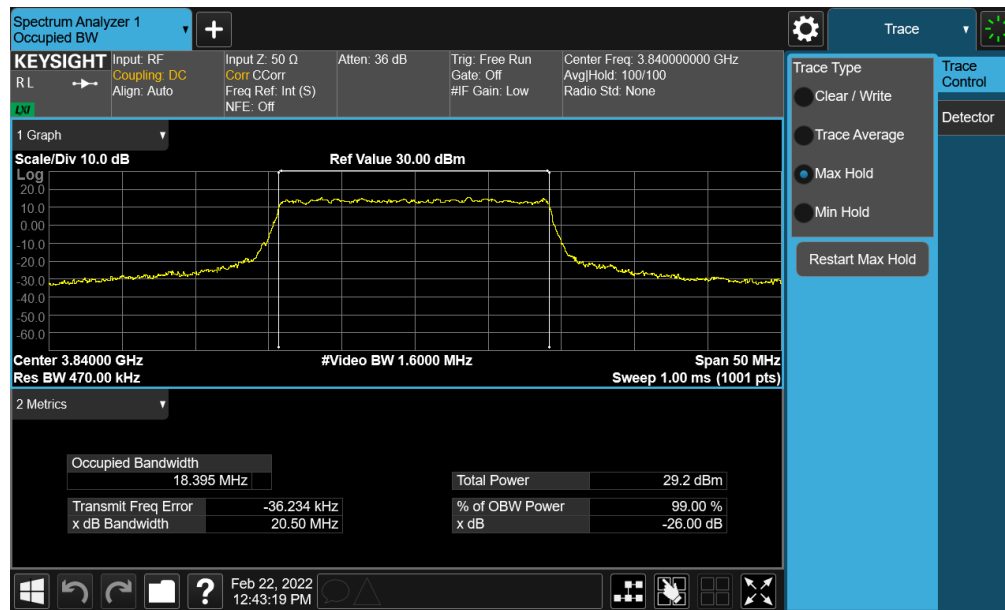 Spectrum Analyzer 1
Occupied BW
Trace
KEYSIGHT
RL
LXI
Input: RF
Coupling: DC
Align: Auto
Input Z: 50 Ω
Corr CCorr
Freq Ref: Int (S)
NFE: Off
Atten: 36 dB
Trig: Free Run
Gate: Off
#IF Gain: Low
Center Freq: 3.840000000 GHz
Avg|Hold: 100/100
Radio Std: None
Trace Type
Clear / Write
Trace Average
Max Hold
Min Hold
Restart Max Hold
Trace
Control
Detector
1 Graph
Scale/Div 10.0 dB
Ref Value 30.00 dBm
Log
20.0
10.0
0.00
-10.0
-20.0
-30.0
-40.0
-50.0
-60.0
Center 3.84000 GHz
#Video BW 1.6000 MHz
Span 50 MHz
Res BW 470.00 kHz
Sweep 1.00 ms (1001 pts)
2 Metrics
Occupied Bandwidth
18.395 MHz
Total Power 29.2 dBm
Transmit Freq Error -36.234 kHz
% of OBW Power 99.00 %
x dB Bandwidth 20.50 MHz
x dB -26.00 dB
?
Feb 22, 2022
12:43:19 PM